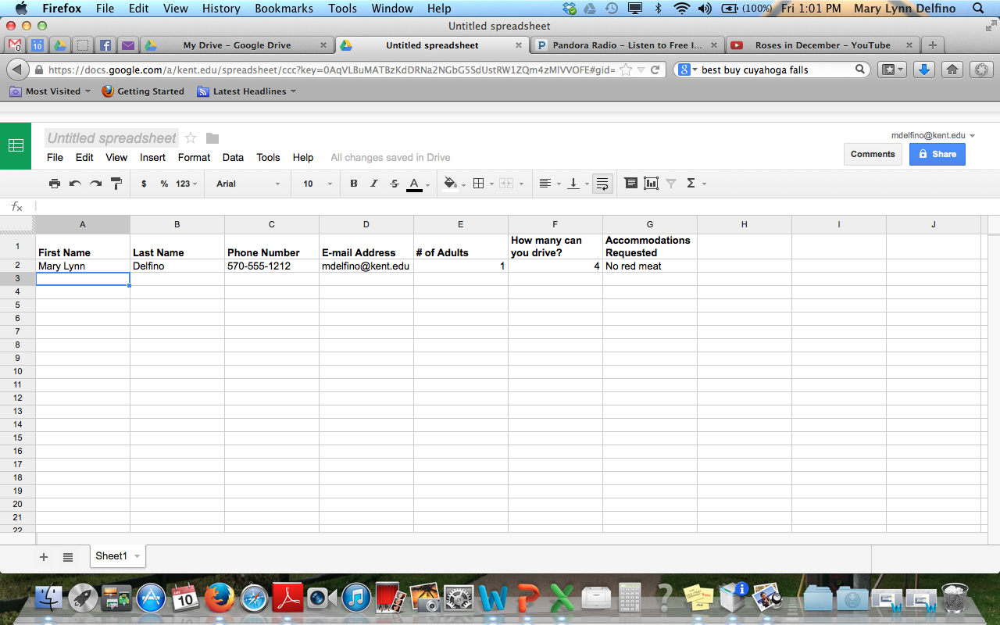 Firefox File Edit View History Bookmarks Tools Window Help (100%) Fri 1:01 PM Mary Lynn Delfino
Untitled spreadsheet
0 10 f My Drive – Google Drive × Untitled spreadsheet × P Pandora Radio – Listen to Free I... × Roses in December – YouTube × +
https://docs.google.com/a/kent.edu/spreadsheet/ccc?key=0AqVLBuMATBzKdDRNa2NGbG5SdUstRW1ZQm4zMlVVOFE#gid= 8 best buy cuyahoga falls
Most Visited Getting Started Latest Headlines
mdelfino@kent.edu
Untitled spreadsheet
File Edit View Insert Format Data Tools Help All changes saved in Drive
Comments Share
$ % 123 Arial 10 B I S A Σ
fx
A B C D E F G H I J
1 First Name Last Name Phone Number E-mail Address # of Adults How many can you drive? Accommodations Requested
2 Mary Lynn Delfino 570-555-1212 mdelfino@kent.edu 1 4 No red meat
3
4
5
6
7
8
9
10
11
12
13
14
15
16
17
18
19
20
21
22
+ Sheet1
JAN 10 W P X ? W W